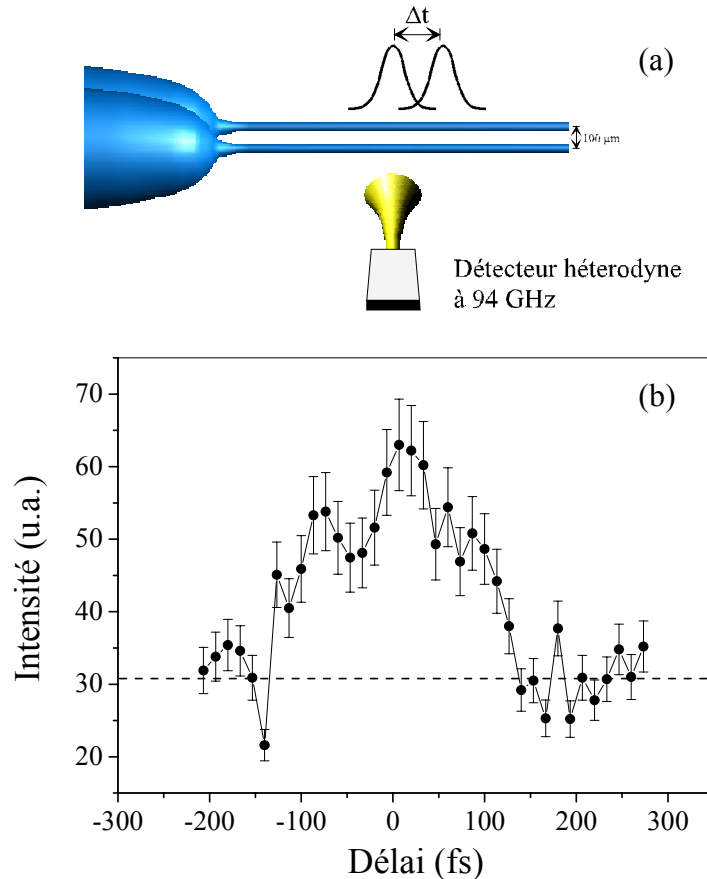 Δt
(a)
100 µm
Détecteur hétérodyne
à 94 GHz
(b)
70
60
50
40
30
20
Intensité (u.a.)
-300
-200
-100
0
100
200
300
Délai (fs)